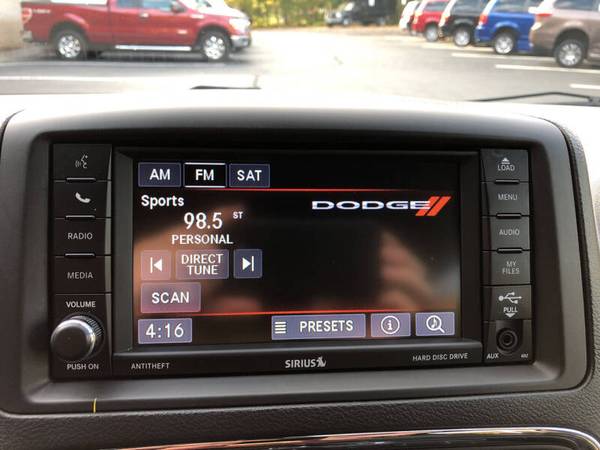 LOAD
AM FM SAT
MENU
Sports
98.5 ST
DODGE
PERSONAL
RADIO
AUDIO
DIRECT
TUNE
MEDIA
MY
FILES
SCAN
VOLUME
PULL
4:16
PRESETS
PUSH ON
ANTITHEFT
SIRIUS
HARD DISC DRIVE
AUX